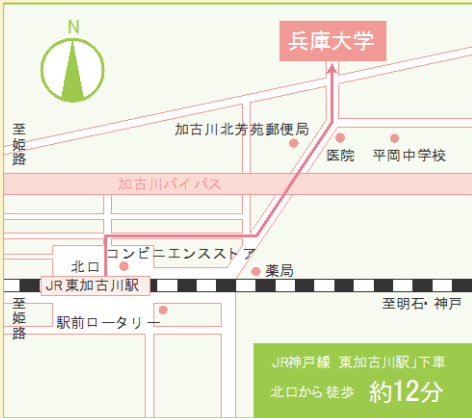 N
兵庫大学
至姫路
加古川北芳苑郵便局
医院
平岡中学校
加古川バイパス
コンビニエンスストア
北口
薬局
JR東加古川駅
至姫路
至明石・神戸
駅前ロータリー
JR神戸線 東加古川駅」下車
北口から徒歩 約12分